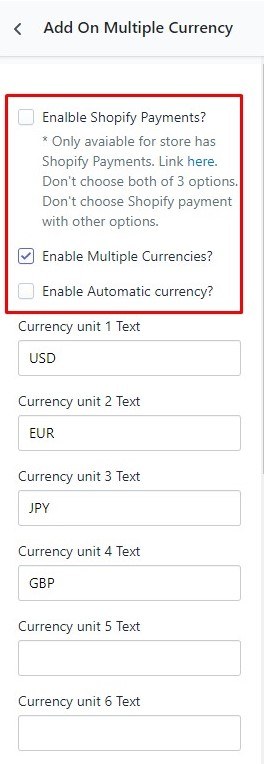 Add On Multiple Currency
Enalble Shopify Payments?
* Only avaiable for store has
Shopify Payments. Link here.
Don't choose both of 3 options.
Don't choose Shopify payment
with other options.
Enable Multiple Currencies?
Enable Automatic currency?
Currency unit 1 Text
USD
Currency unit 2 Text
EUR
Currency unit 3 Text
JPY
Currency unit 4 Text
GBP
Currency unit 5 Text
Currency unit 6 Text